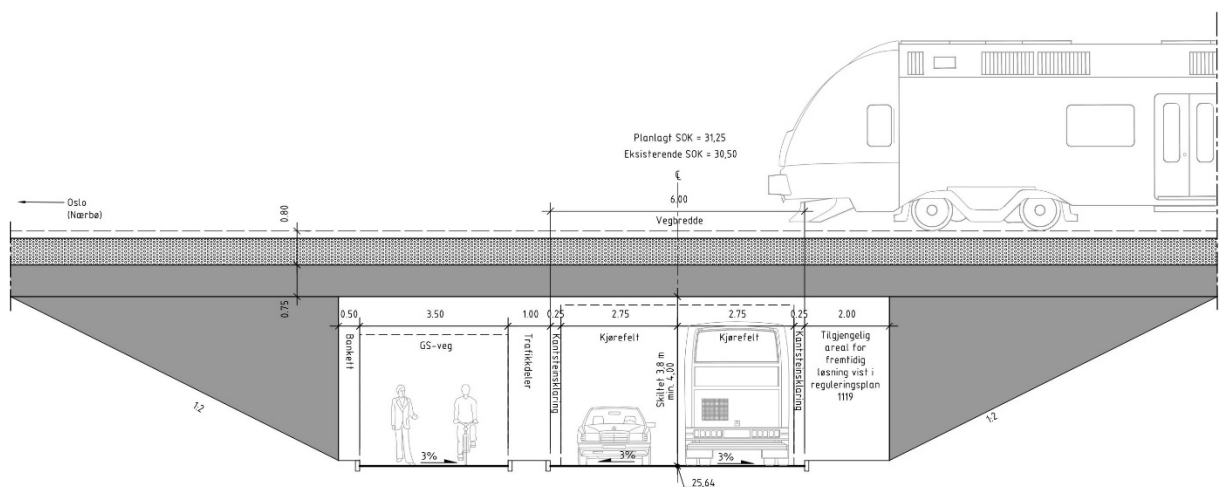 Planlagt SOK = 31,25
Eksisterende SOK = 30,50
℄
6.00
Vegbredde
Oslo
(Nærbø)
0.80
0.75
0.50
3.50
1.00
0.25
2.75
2.75
0.25
2.00
Bankett
GS-veg
Trafikkdeler
Kantsteinsklaring
Kjørefelt
Skiltet 3.8 m
min. 4.00
Kjørefelt
Kantsteinsklaring
Tilgjengelig
areal for
fremtidig
løsning vist i
reguleringsplan
1119
1:2
1:2
3%
3%
3%
25,64